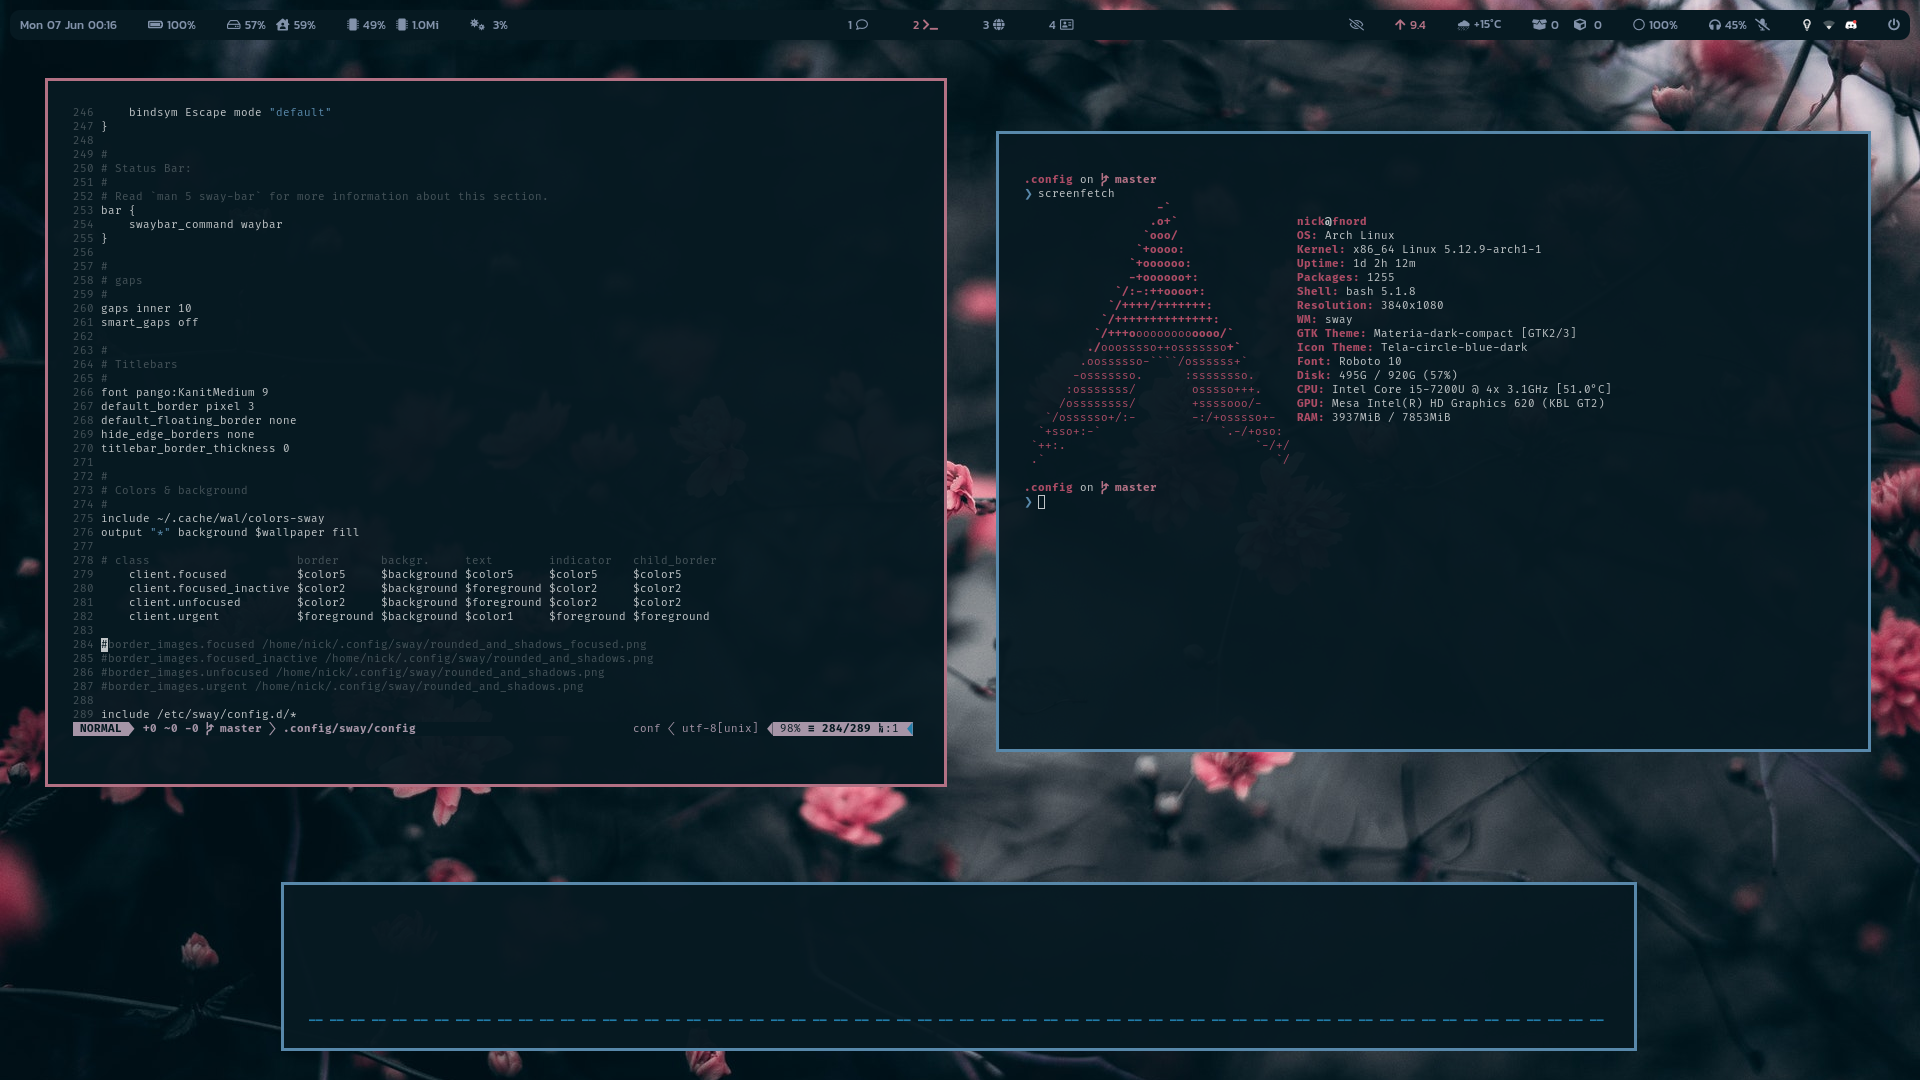 Mon 07 Jun 00:16 100% 57% 59% 49% 1.0Mi 3% 1 2 3 4 9.4 +15°C 0 0 100% 45%
246 bindsym Escape mode "default"
247 }
248
249 #
250 # Status Bar:
251 #
252 # Read `man 5 sway-bar` for more information about this section.
253 bar {
254 swaybar_command waybar
255 }
256
257 #
258 # gaps
259 #
260 gaps inner 10
261 smart_gaps off
262
263 #
264 # Titlebars
265 #
266 font pango:KanitMedium 9
267 default_border pixel 3
268 default_floating_border none
269 hide_edge_borders none
270 titlebar_border_thickness 0
271
272 #
273 # Colors & background
274 #
275 include ~/.cache/wal/colors-sway
276 output "*" background $wallpaper fill
277
278 # class border backgr. text indicator child_border
279 client.focused $color5 $background $color5 $color5 $color5
280 client.focused_inactive $color2 $background $foreground $color2 $color2
281 client.unfocused $color2 $background $foreground $color2 $color2
282 client.urgent $foreground $background $color1 $foreground $foreground
283
284 #border_images.focused /home/nick/.config/sway/rounded_and_shadows_focused.png
285 #border_images.focused_inactive /home/nick/.config/sway/rounded_and_shadows.png
286 #border_images.unfocused /home/nick/.config/sway/rounded_and_shadows.png
287 #border_images.urgent /home/nick/.config/sway/rounded_and_shadows.png
288
289 include /etc/sway/config.d/*
NORMAL +0 ~0 -0 master .config/sway/config conf utf-8[unix] 98% ≡ 284/289 :1
.config on master
❯ screenfetch
nick@fnord
OS: Arch Linux
Kernel: x86_64 Linux 5.12.9-arch1-1
Uptime: 1d 2h 12m
Packages: 1255
Shell: bash 5.1.8
Resolution: 3840x1080
WM: sway
GTK Theme: Materia-dark-compact [GTK2/3]
Icon Theme: Tela-circle-blue-dark
Font: Roboto 10
Disk: 495G / 920G (57%)
CPU: Intel Core i5-7200U @ 4x 3.1GHz [51.0°C]
GPU: Mesa Intel(R) HD Graphics 620 (KBL GT2)
RAM: 3937MiB / 7853MiB
.config on master
❯